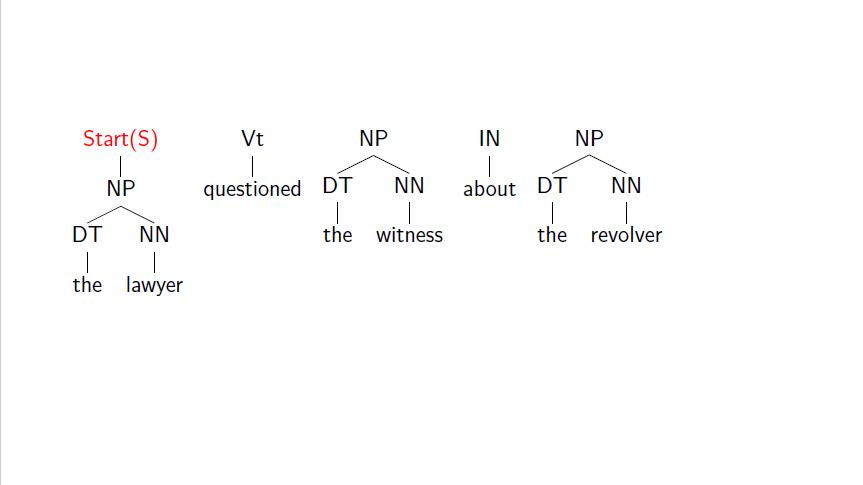 Start(S) Vt NP IN NP
NP questioned DT NN about DT NN
DT NN the witness the revolver
the lawyer